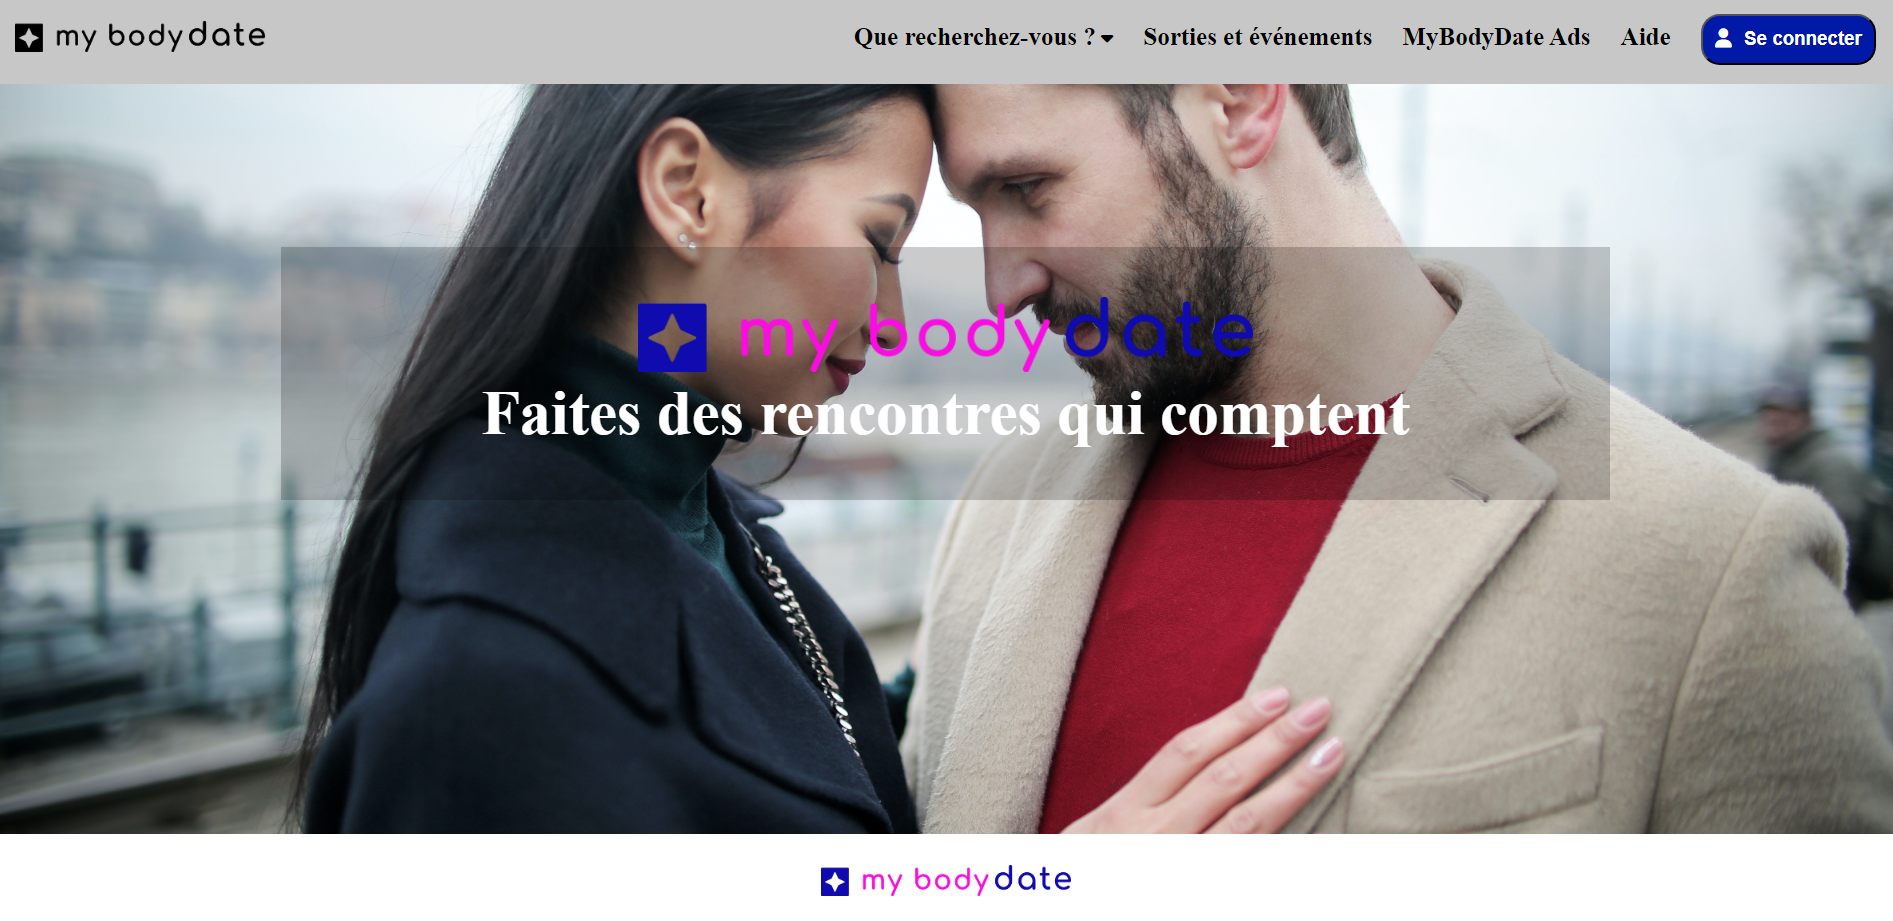 my bodydate
Que recherchez-vous ?
Sorties et événements
MyBodyDate Ads
Aide
Se connecter
my bodydate
Faites des rencontres qui comptent
my bodydate